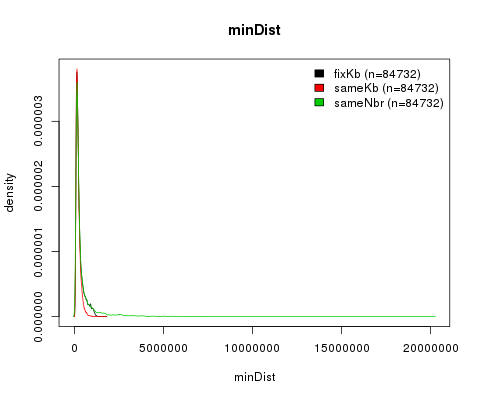 minDist
fixKb (n=84732)
sameKb (n=84732)
sameNbr (n=84732)
density
0.000003
0.000002
0.000001
0.000000
0
5000000
10000000
15000000
20000000
minDist